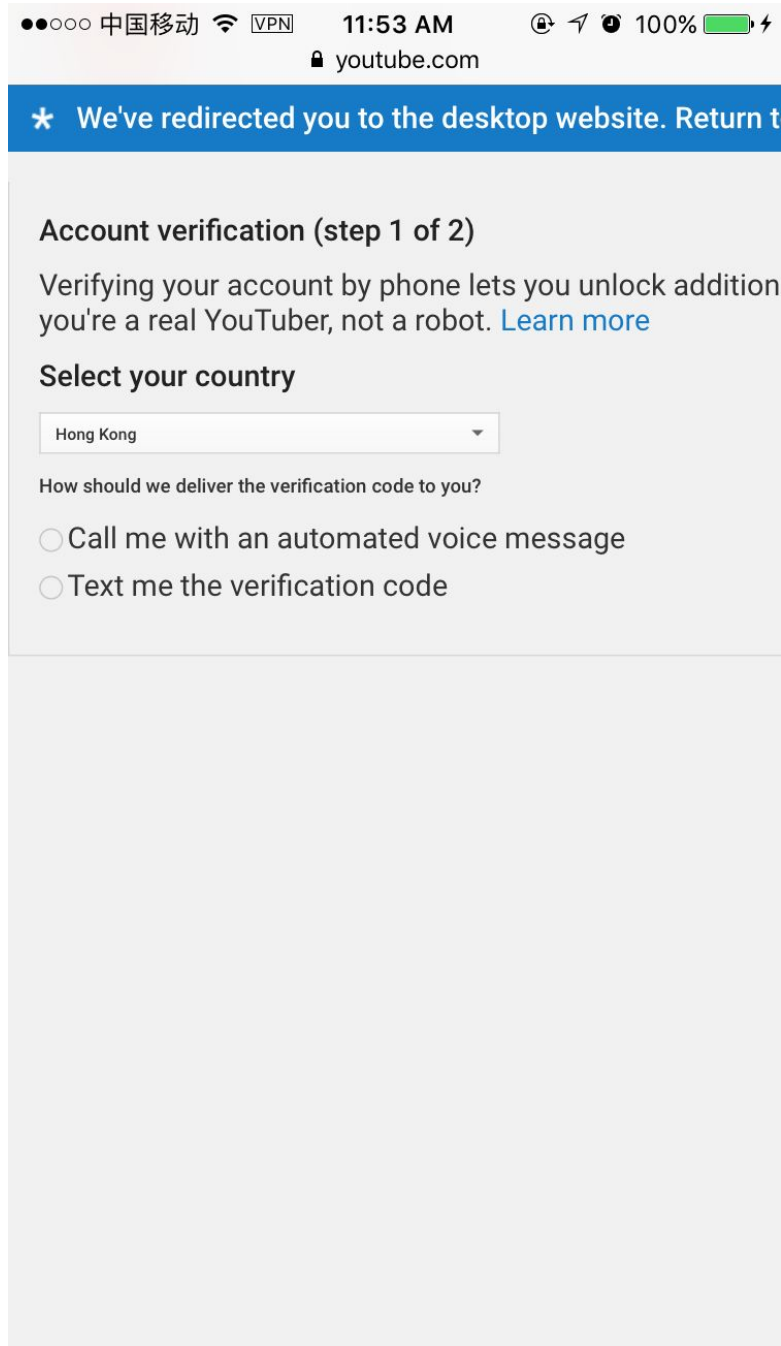 中国移动 VPN 11:53 AM 100%
youtube.com
* We've redirected you to the desktop website. Return t
Account verification (step 1 of 2)
Verifying your account by phone lets you unlock addition
you're a real YouTuber, not a robot. Learn more
Select your country
Hong Kong
How should we deliver the verification code to you?
Call me with an automated voice message
Text me the verification code